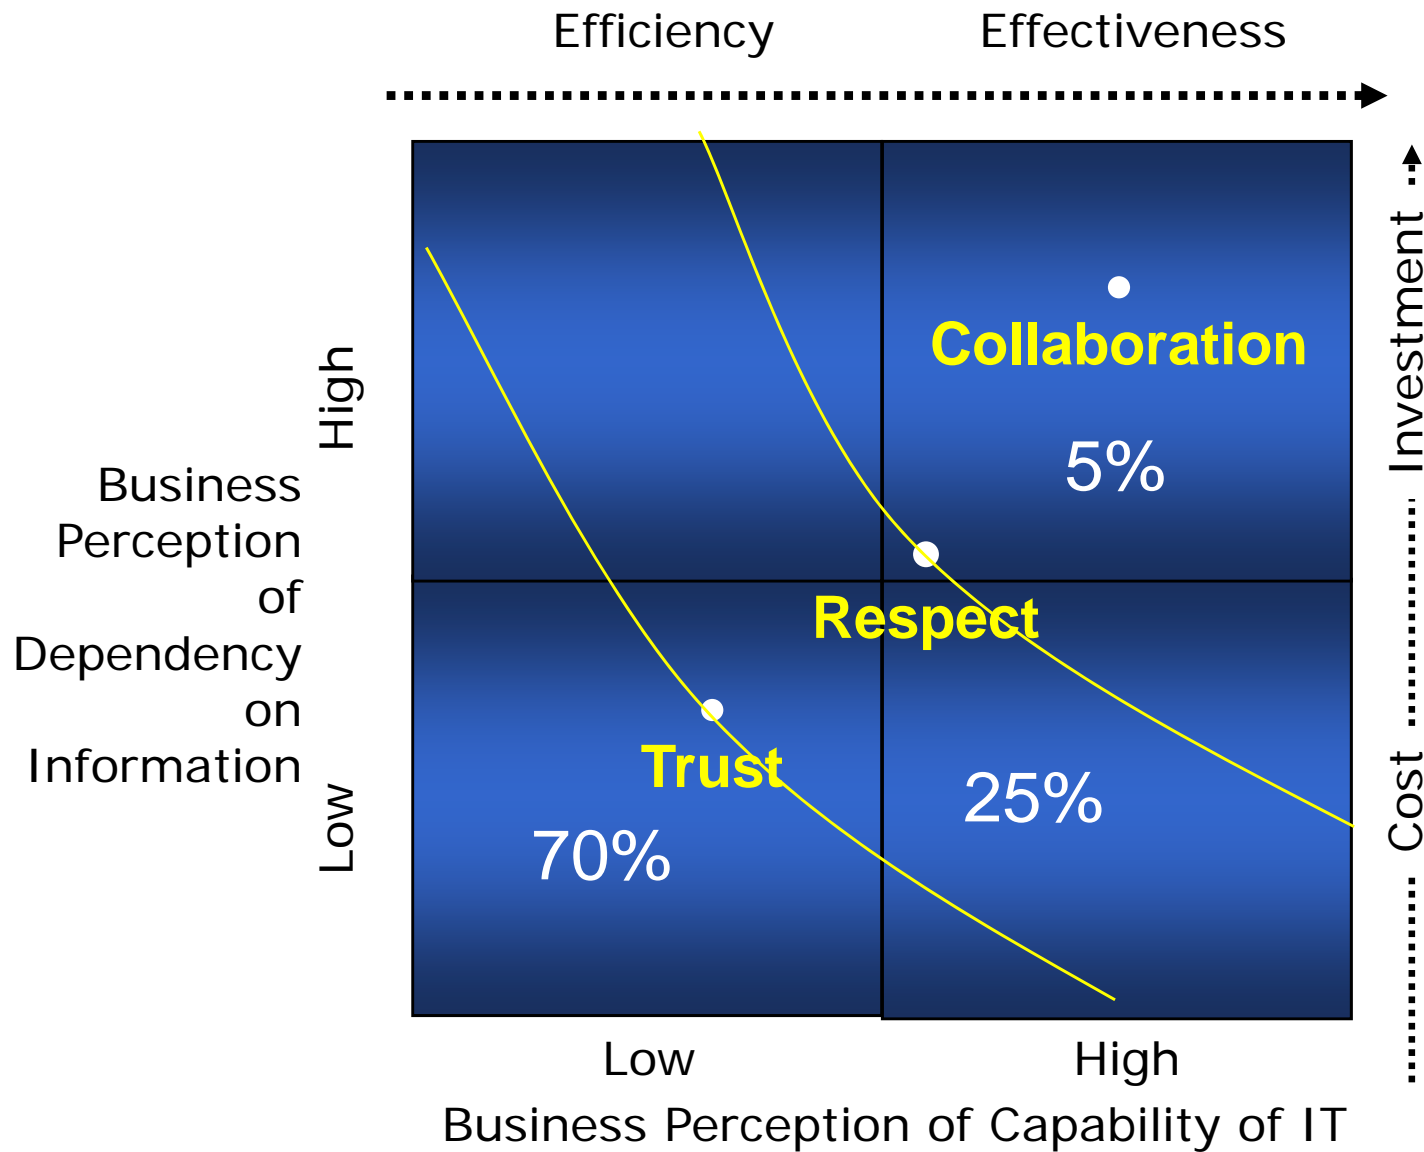 Efficiency
Effectiveness
Investment
Cost
High
Low
Business
Perception
of
Dependency
on
Information
Collaboration
5%
Respect
Trust
25%
70%
Low
High
Business Perception of Capability of IT